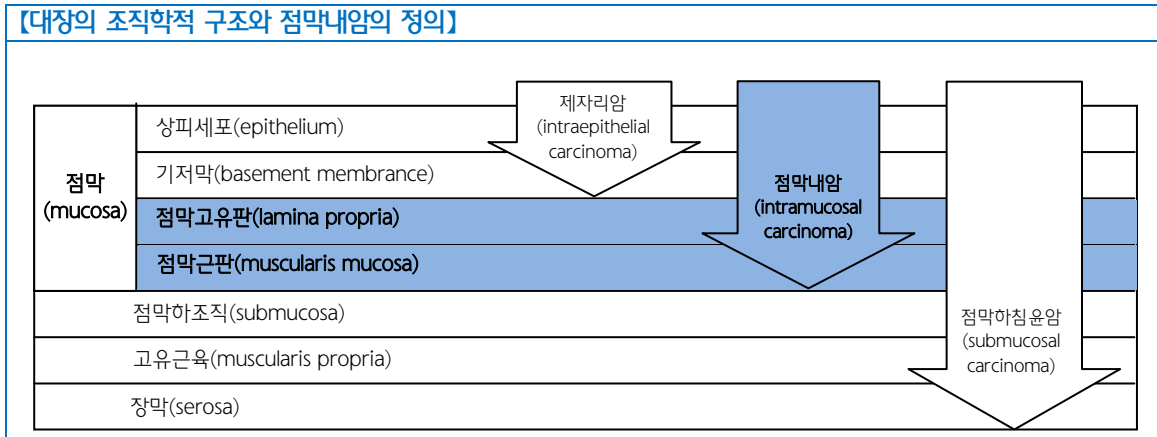 【대장의 조직학적 구조와 점막내암의 정의】
제자리암
(intraepithelial
carcinoma)
상피세포(epithelium)
기저막(basement membrance)
점막
(mucosa)
점막내암
(intramucosal
carcinoma)
점막고유판(lamina propria)
점막근판(muscularis mucosa)
점막하조직(submucosa)
점막하침윤암
(submucosal
carcinoma)
고유근육(muscularis propria)
장막(serosa)